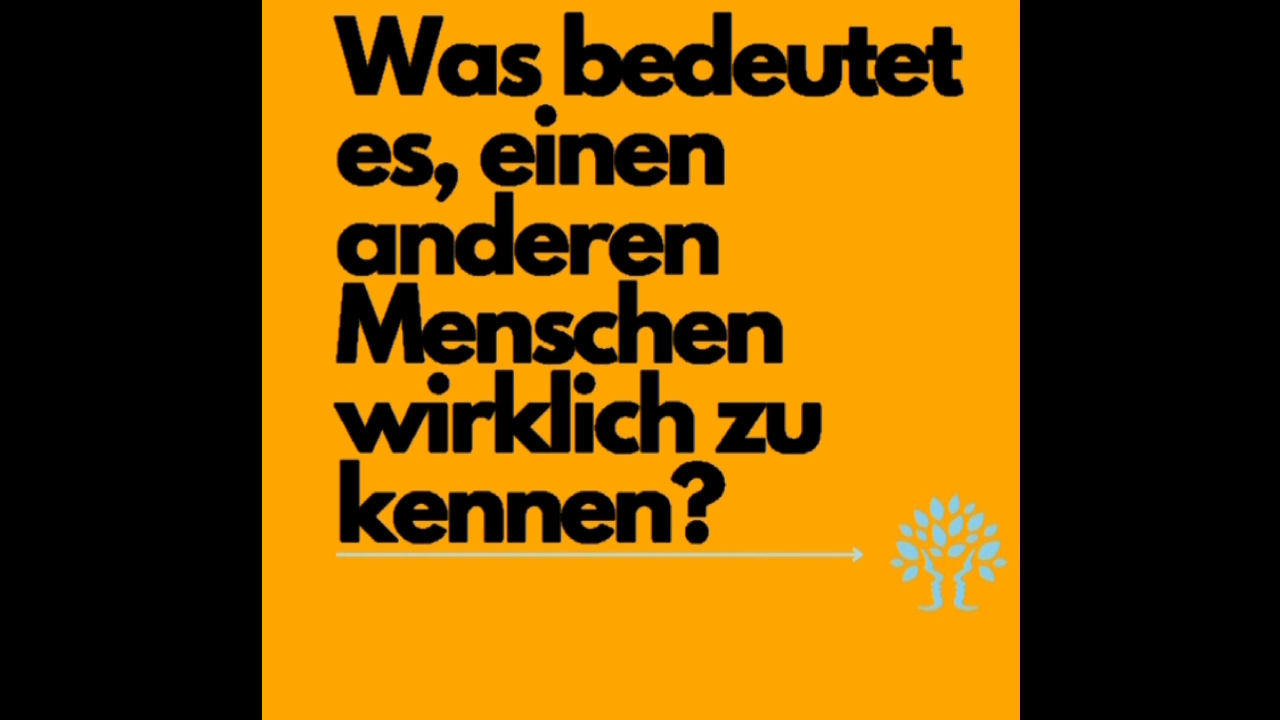 Was bedeutet
es, einen
anderen
Menschen
wirklich zu
kennen?